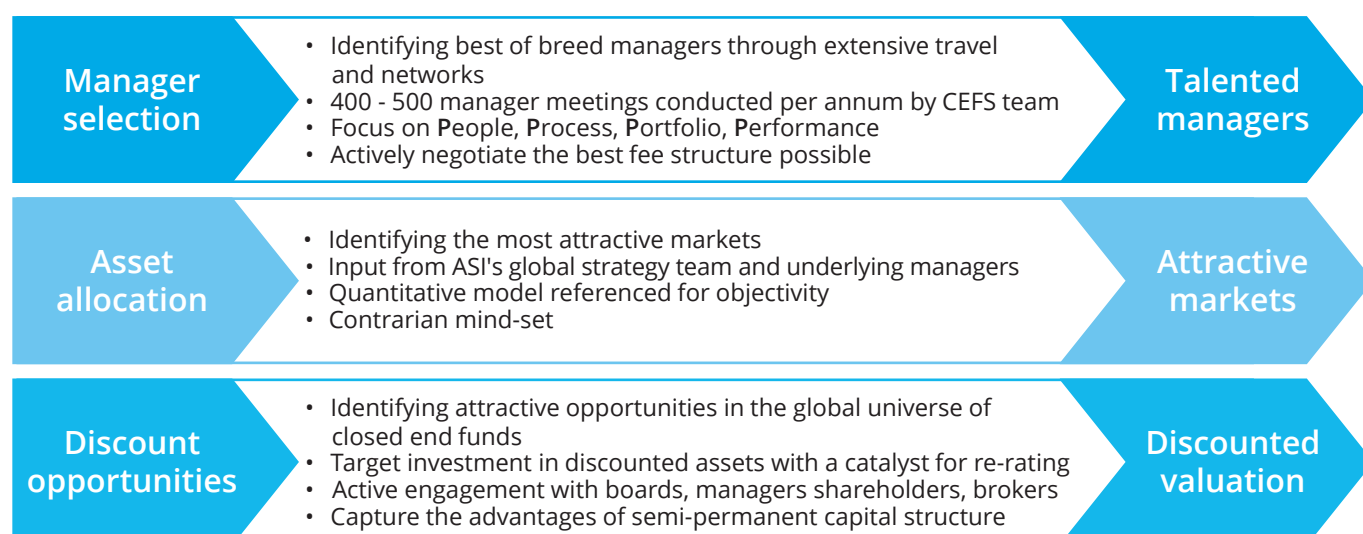 Manager
selection
• Identifying best of breed managers through extensive travel
and networks
• 400 - 500 manager meetings conducted per annum by CEFS team
• Focus on People, Process, Portfolio, Performance
• Actively negotiate the best fee structure possible
Talented
managers
Asset
allocation
• Identifying the most attractive markets
• Input from ASI's global strategy team and underlying managers
• Quantitative model referenced for objectivity
• Contrarian mind-set
Attractive
markets
Discount
opportunities
• Identifying attractive opportunities in the global universe of
closed end funds
• Target investment in discounted assets with a catalyst for re-rating
• Active engagement with boards, managers shareholders, brokers
• Capture the advantages of semi-permanent capital structure
Discounted
valuation